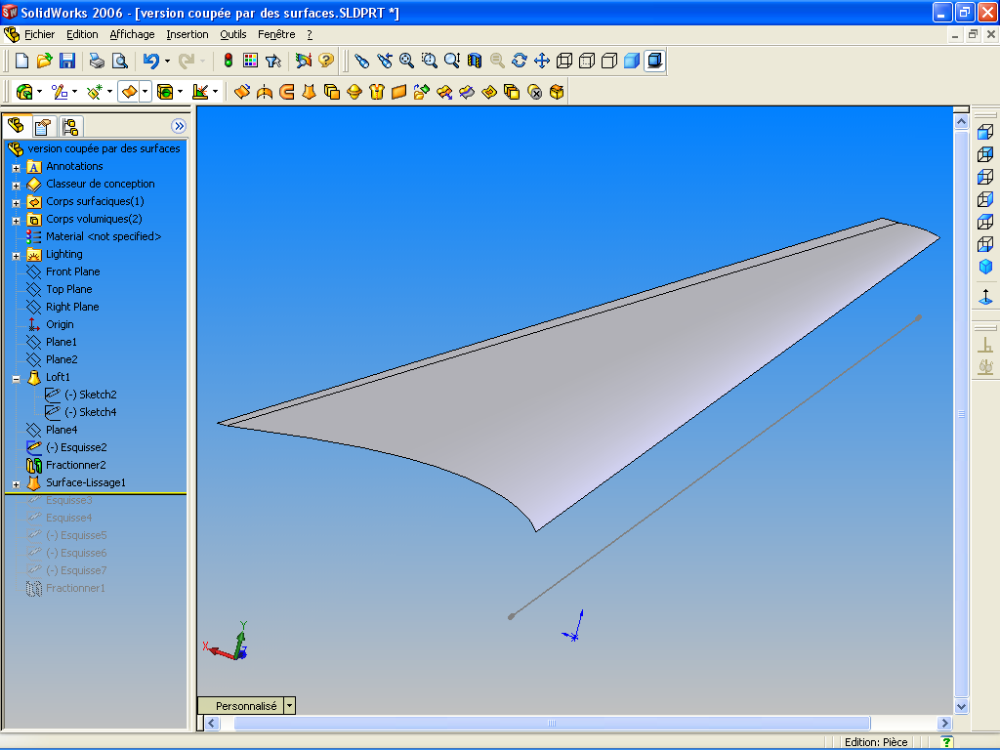 SolidWorks 2006 - [version coupée par des surfaces.SLDPRT *]
Fichier Edition Affichage Insertion Outils Fenêtre ?
version coupée par des surfaces
A Annotations
Classeur de conception
Corps surfaciques(1)
Corps volumiques(2)
Material <not specified>
Lighting
Front Plane
Top Plane
Right Plane
Origin
Plane1
Plane2
Loft1
(-) Sketch2
(-) Sketch4
Plane4
(-) Esquisse2
Fractionner2
Surface-Lissage1
Esquisse3
Esquisse4
(-) Esquisse5
(-) Esquisse6
(-) Esquisse7
Fractionner1
Y
X
Z
Personnalisé
Edition: Pièce ?